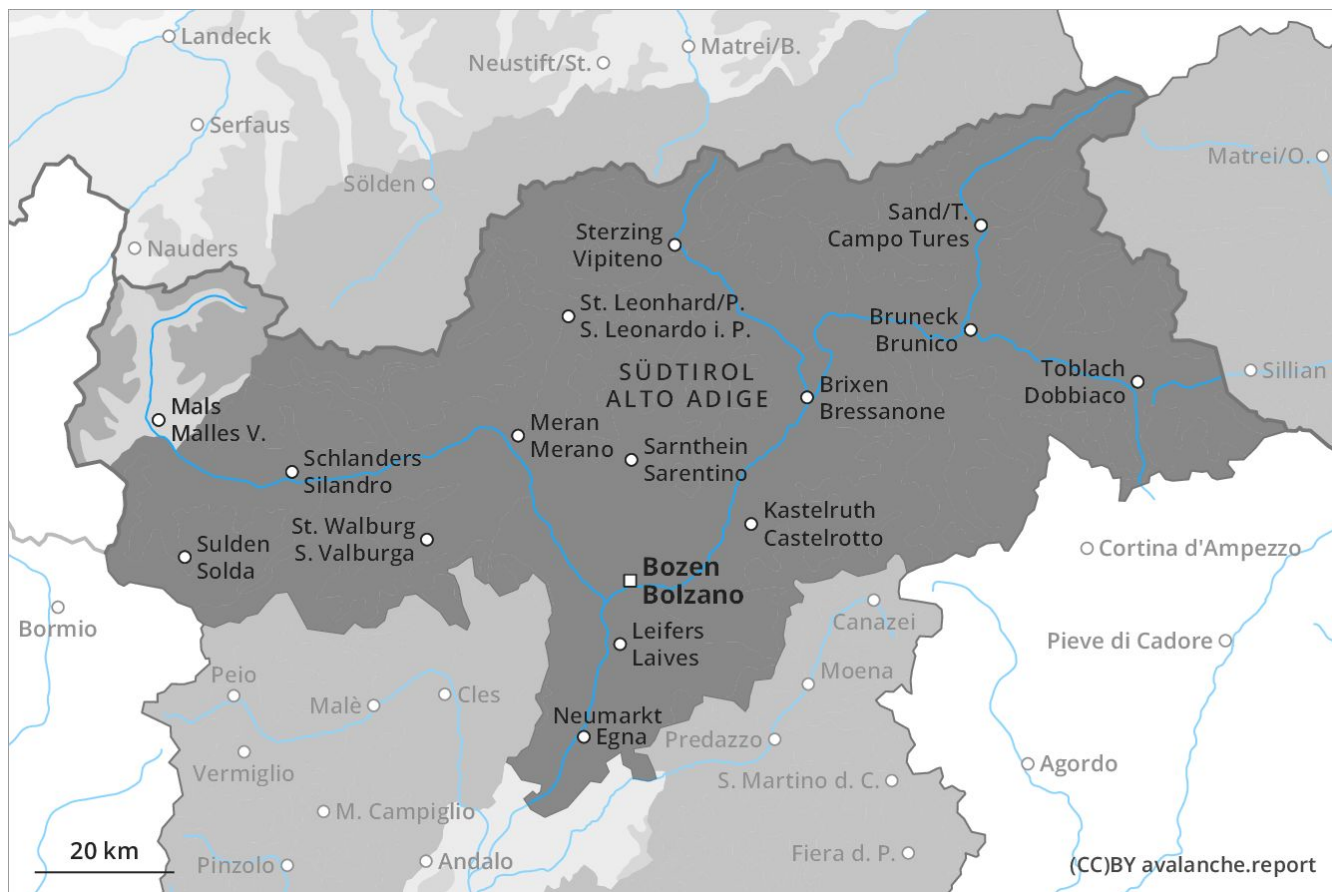 Landeck
Matrei/B.
Neustift/St.
Serfaus
Matrei/O.
Sölden
Sand/T.
Campo Tures
Sterzing
Vipiteno
Nauders
St. Leonhard/P.
S. Leonardo i. P.
Bruneck
Brunico
SÜDTIROL
ALTO ADIGE
Toblach
Dobbiaco
Sillian
Brixen
Bressanone
Mals
Malles V.
Meran
Merano
Sarnthein
Sarentino
Schlanders
Silandro
Kastelruth
Castelrotto
St. Walburg
S. Valburga
Sulden
Solda
Cortina d'Ampezzo
Bozen
Bolzano
Bormio
Canazei
Leifers
Laives
Pieve di Cadore
Peio
Moena
Malè
Cles
Neumarkt
Egna
Predazzo
Vermiglio
Agordo
S. Martino d. C.
M. Campiglio
20 km
Pinzolo
Andalo
Fiera d. P.
(CC)BY avalanche.report